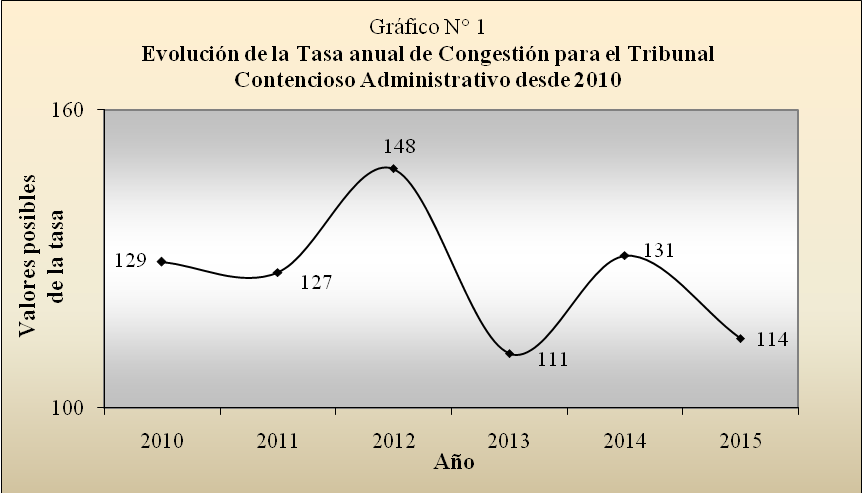 Gráfico N° 1
Evolución de la Tasa anual de Congestión para el Tribunal
Contencioso Administrativo desde 2010
160
148
129
127
131
111
114
100
Valores posibles
de la tasa
2010 2011 2012 2013 2014 2015
Año